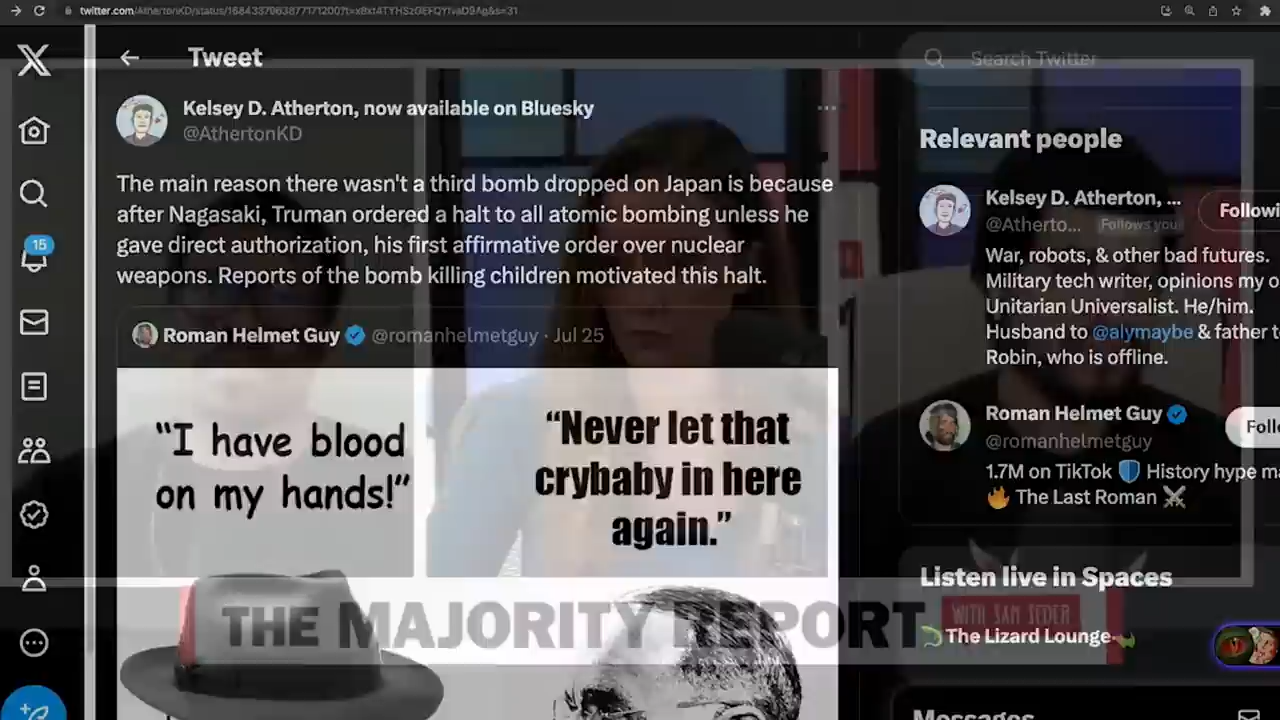 twitter.com/AthertonKD/status/
Tweet
Search Twitter
Kelsey D. Atherton, now available on Bluesky
@AthertonKD
The main reason there wasn't a third bomb dropped on Japan is because
after Nagasaki, Truman ordered a halt to all atomic bombing unless he
gave direct authorization, his first affirmative order over nuclear
weapons. Reports of the bomb killing children motivated this halt.
15
Roman Helmet Guy @romanhelmetguy · Jul 25
"I have blood
on my hands!"
“Never let that
crybaby in here
again.”
Relevant people
Kelsey D. Atherton, ...
@Atherto... Follows you
Followi
War, robots, & other bad futures.
Military tech writer, opinions my o
Unitarian Universalist. He/him.
Husband to @alymaybe & father t
Robin, who is offline.
Roman Helmet Guy
@romanhelmetguy
Follo
1.7M on TikTok 🛡️ History hype ma
🔥 The Last Roman ⚔️
Listen live in Spaces
The Lizard Lounge
THE MAJORITY REPORT
WITH SAM SEDER
Messages